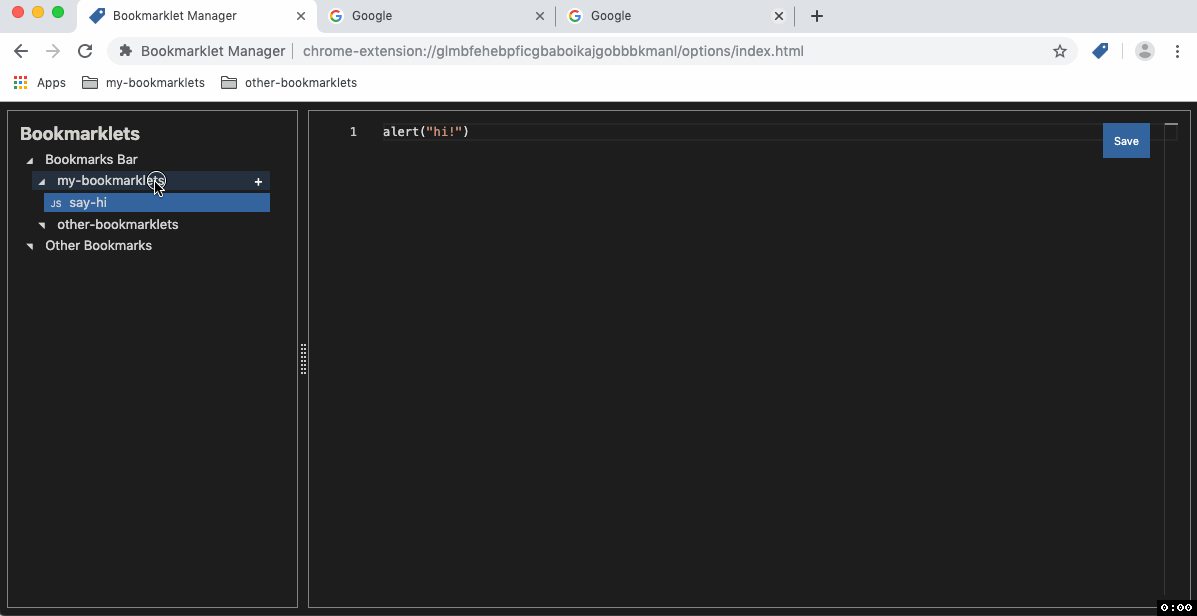 Bookmarklet Manager
Google
Google
Bookmarklet Manager
chrome-extension://glmbfehebpficgbaboikajgobbbkmanl/options/index.html
Apps
my-bookmarklets
other-bookmarklets
Bookmarklets
Bookmarks Bar
my-bookmarklets
+
JS say-hi
other-bookmarklets
Other Bookmarks
1 alert("hi!")
Save
0:00